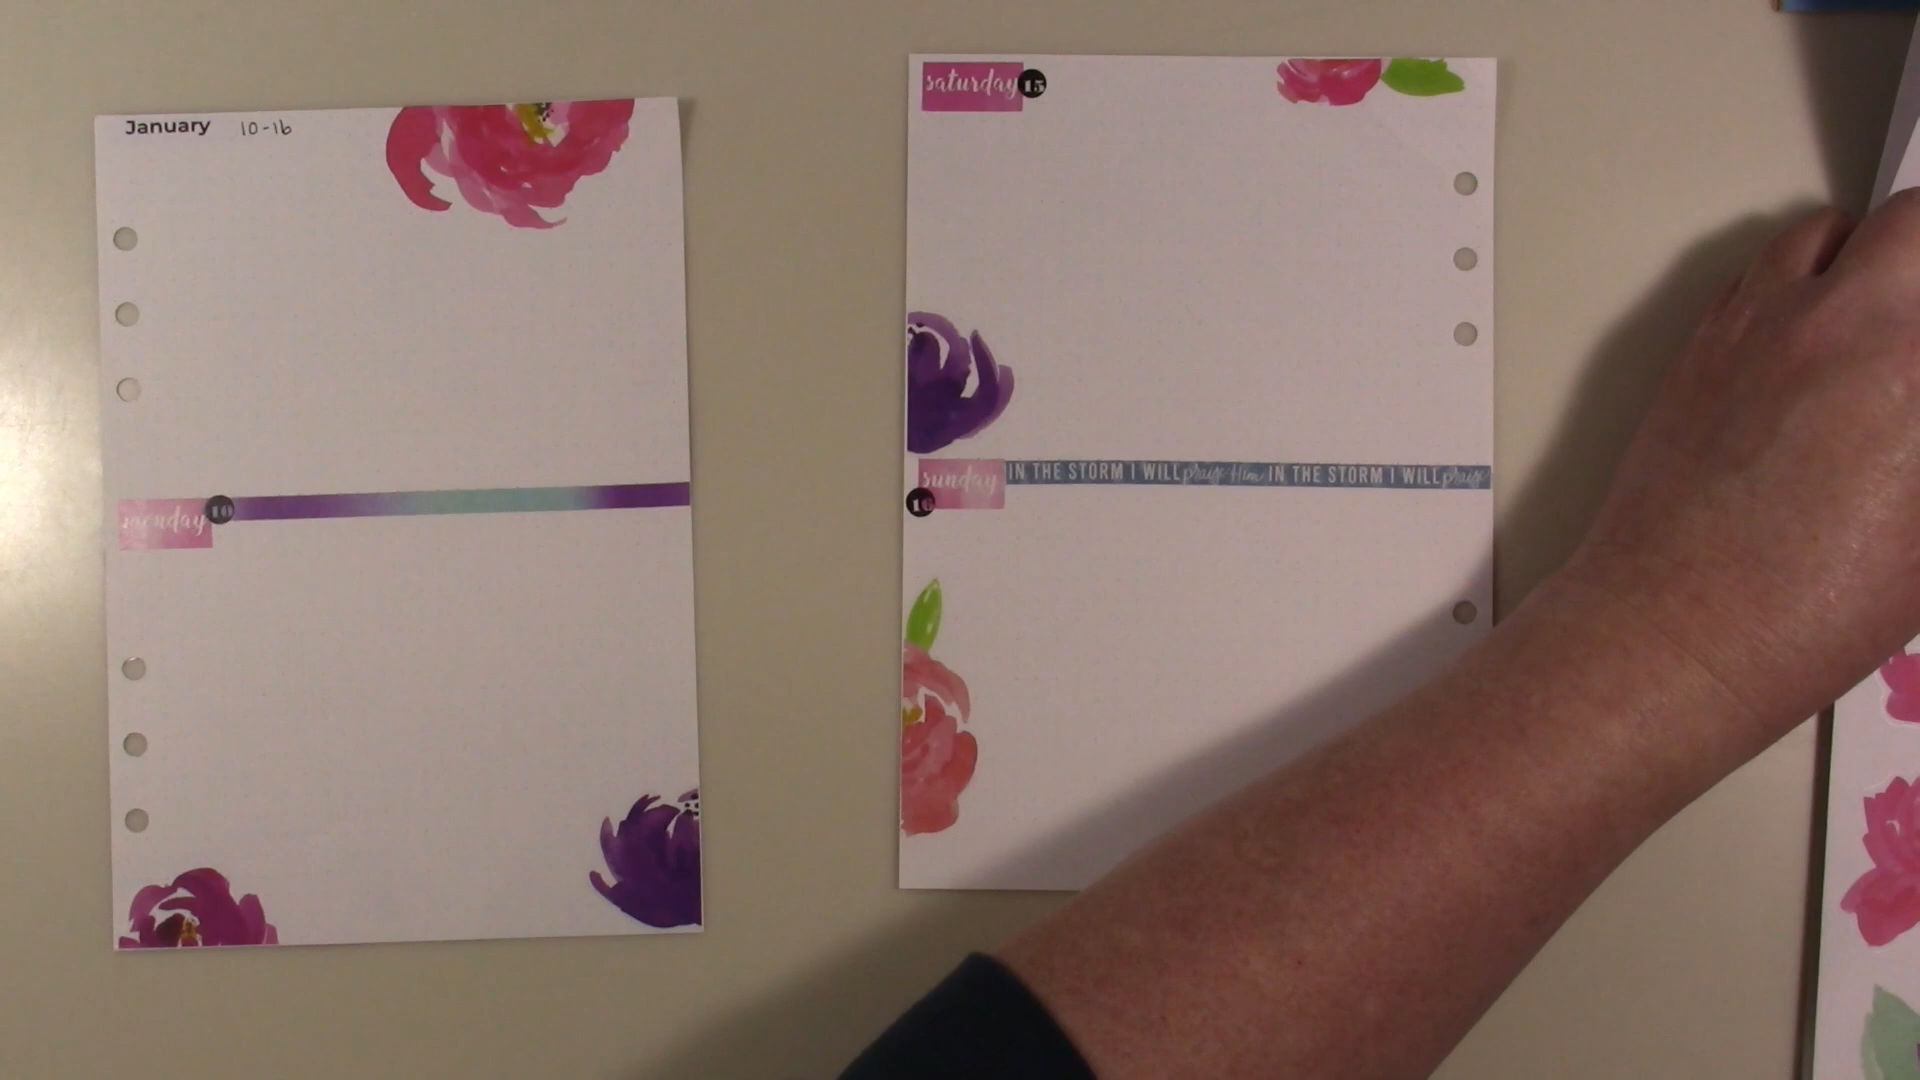 January 10-16
monday 10
saturday 15
sunday IN THE STORM I WILL praise Him IN THE STORM I WILL praise
16